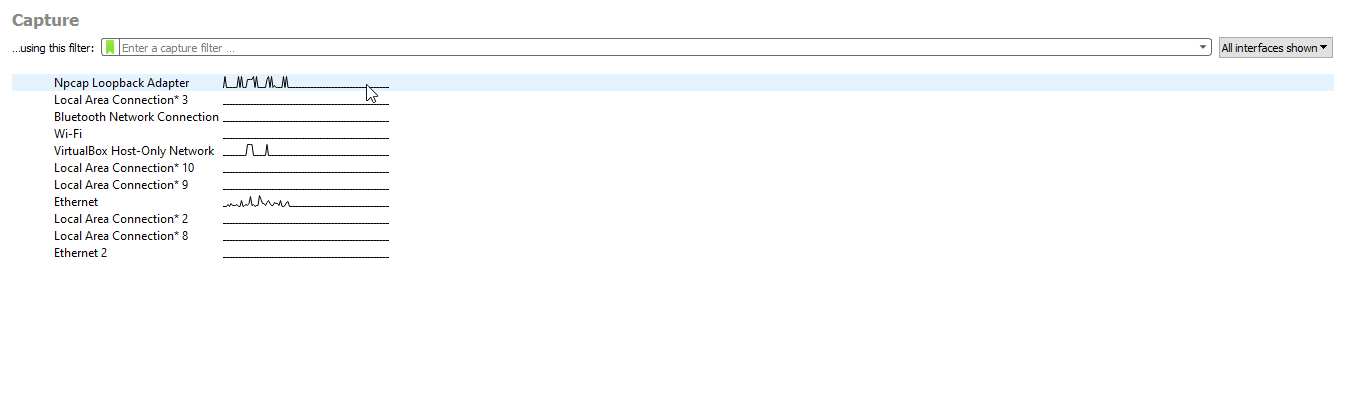 Capture
...using this filter: Enter a capture filter ... All interfaces shown
Npcap Loopback Adapter
Local Area Connection* 3
Bluetooth Network Connection
Wi-Fi
VirtualBox Host-Only Network
Local Area Connection* 10
Local Area Connection* 9
Ethernet
Local Area Connection* 2
Local Area Connection* 8
Ethernet 2